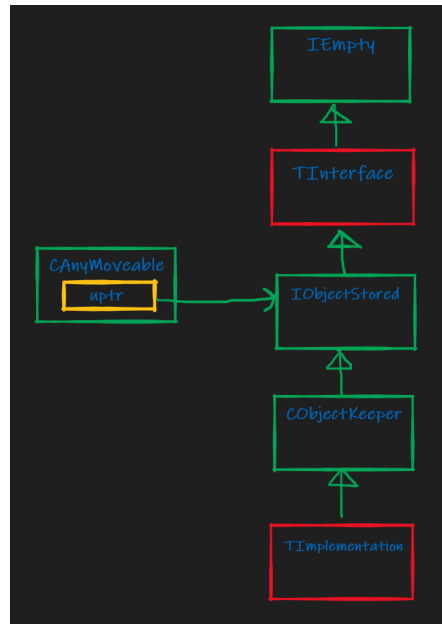 IEmpty
TInterface
CAnyMoveable
uptr
IObjectStored
CObjectKeeper
TImplementation